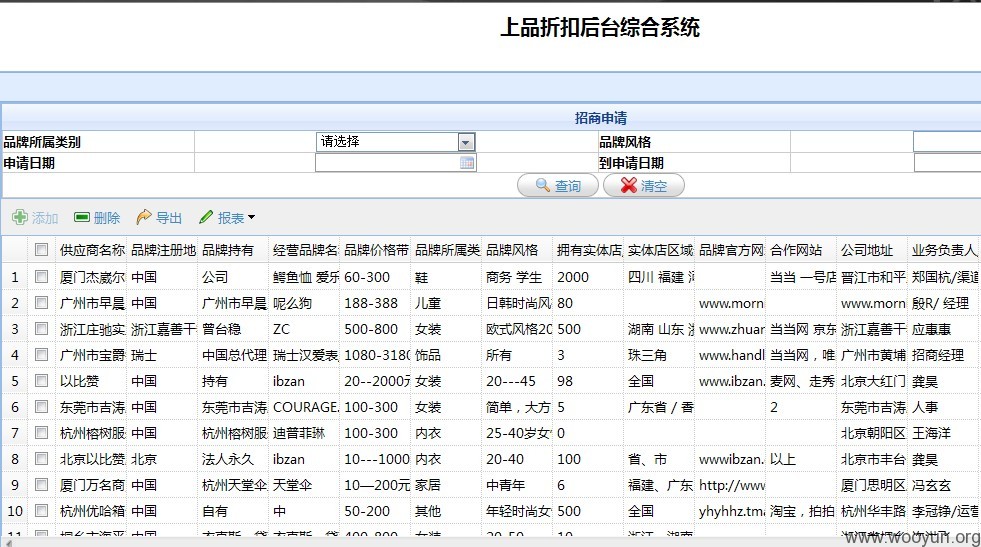 上品折扣后台综合系统
招商申请
品牌所属类别 请选择 品牌风格
申请日期 到申请日期
查询 清空
添加 删除 导出 报表
供应商名称 品牌注册地 品牌持有 经营品牌名 品牌价格带 品牌所属类 品牌风格 拥有实体店 实体店区域 品牌官方网 合作网站 公司地址 业务负责人
1 厦门杰崴尔 中国 公司 鳄鱼恤 爱乐 60-300 鞋 商务 学生 2000 四川 福建 当当 一号店 晋江市和平 郑国杭/渠道
2 广州市早晨 中国 广州市早晨 呢么狗 188-388 儿童 日韩时尚风 80 www.morn www.morn 殷R/ 经理
3 浙江庄驰实 浙江嘉善干 曾台稳 ZC 500-800 女装 欧式风格20 500 湖南 山东 www.zhuan 当当网 京东 浙江嘉善干 应事事
4 广州市宝爵 瑞士 中国总代理 瑞士汉爱表 1080-3180 饰品 所有 3 珠三角 www.handl 当当网，唯 广州市黄埔 招商经理
5 以比赞 中国 持有 ibzan 20--2000元 女装 20---45 98 全国 www.ibzan. 麦网、走秀 北京大红门 龚昊
6 东莞市吉涛 中国 东莞市吉涛 COURAGE. 100-300 女装 简单，大方 5 广东省 / 香 2 东莞市吉涛 人事
7 杭州榕树服 中国 杭州榕树服 迪普菲琳 100-300 内衣 25-40岁女 0 北京朝阳区 王海洋
8 北京以比赞 北京 法人永久 ibzan 10---1000 内衣 20-40 100 省、市 wwwibzan. 以上 北京市丰台 龚昊
9 厦门万名商 中国 杭州天堂伞 天堂伞 10—200元 家居 中青年 6 福建、广东 http://www 厦门思明区 冯玄玄
10 杭州优哈箱 中国 自有 中 50-200 其他 年轻时尚女 500 全国 yhyhhz.tma 淘宝，拍拍 杭州华丰路 李冠铮/运营
11
www.wooyun.org